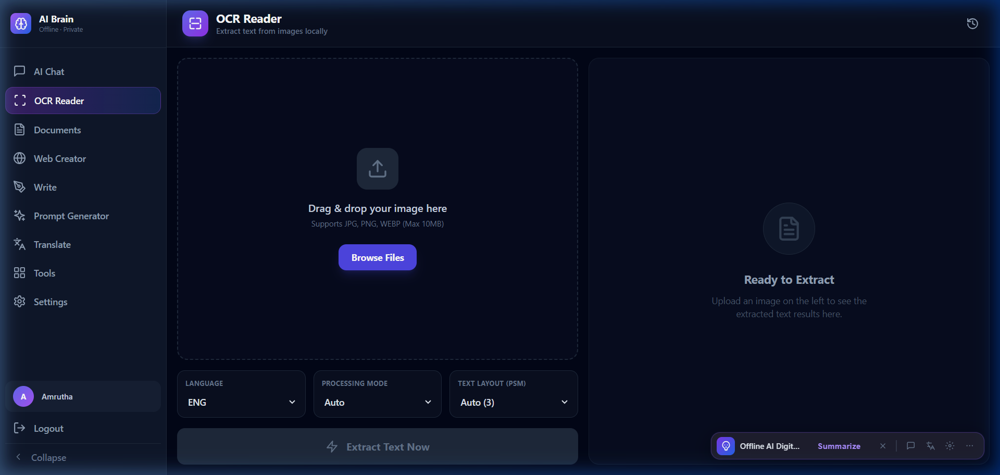 AI Brain
Offline · Private
AI Chat
OCR Reader
Documents
Web Creator
Write
Prompt Generator
Translate
Tools
Settings
A
Amrutha
Logout
Collapse
OCR Reader
Extract text from images locally
Drag & drop your image here
Supports JPG, PNG, WEBP (Max 10MB)
Browse Files
LANGUAGE
ENG
PROCESSING MODE
Auto
TEXT LAYOUT (PSM)
Auto (3)
Extract Text Now
Ready to Extract
Upload an image on the left to see the
extracted text results here.
Offline AI Digit...
Summarize